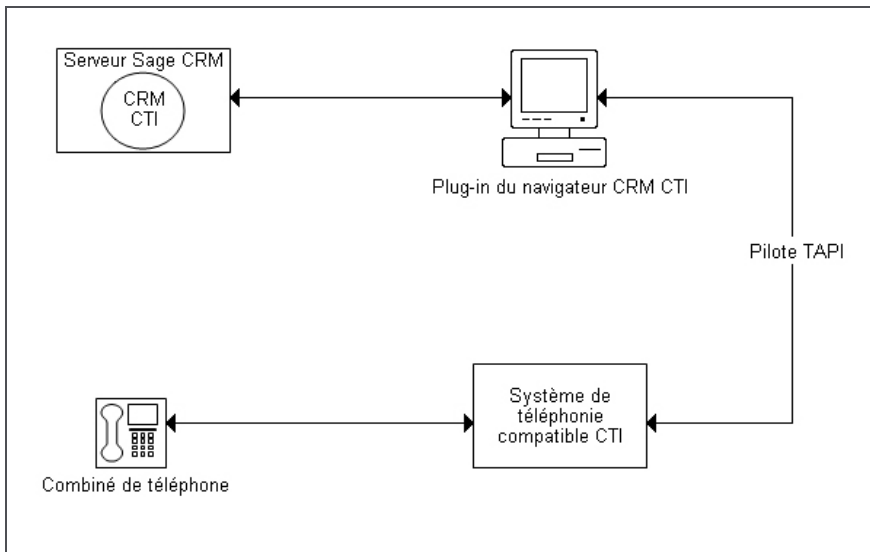 Serveur Sage CRM
CRM
CTI
Plug-in du navigateur CRM CTI
Pilote TAPI
Système de
téléphonie
compatible CTI
Combiné de téléphone